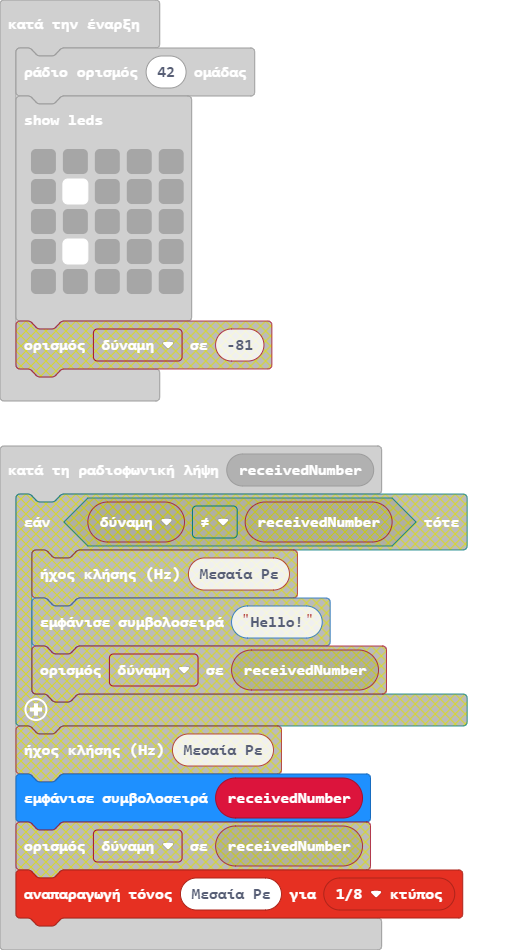 κατά την έναρξη
ράδιο ορισμός 42 ομάδας
show leds
ορισμός δύναμη σε -81
κατά τη ραδιοφωνική λήψη receivedNumber
εάν δύναμη ≠ receivedNumber τότε
ήχος κλήσης (Hz) Μεσαία Ρε
εμφάνισε συμβολοσειρά "Hello!"
ορισμός δύναμη σε receivedNumber
ήχος κλήσης (Hz) Μεσαία Ρε
εμφάνισε συμβολοσειρά receivedNumber
ορισμός δύναμη σε receivedNumber
αναπαραγωγή τόνος Μεσαία Ρε για 1/8 κτύπος